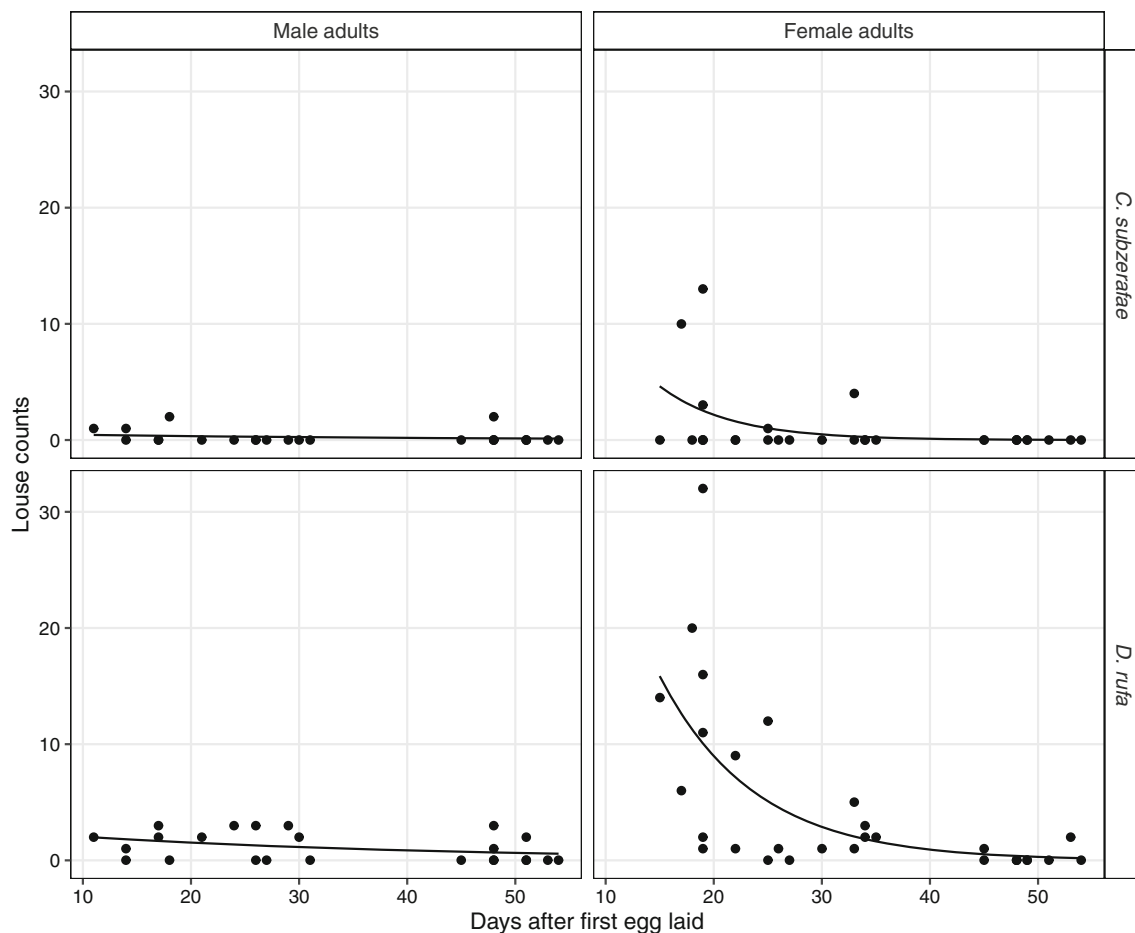 Male adults
Female adults
30
20
10
0
C. subzerafae
30
20
10
0
D. rufa
Louse counts
10 20 30 40 50
10 20 30 40 50
Days after first egg laid